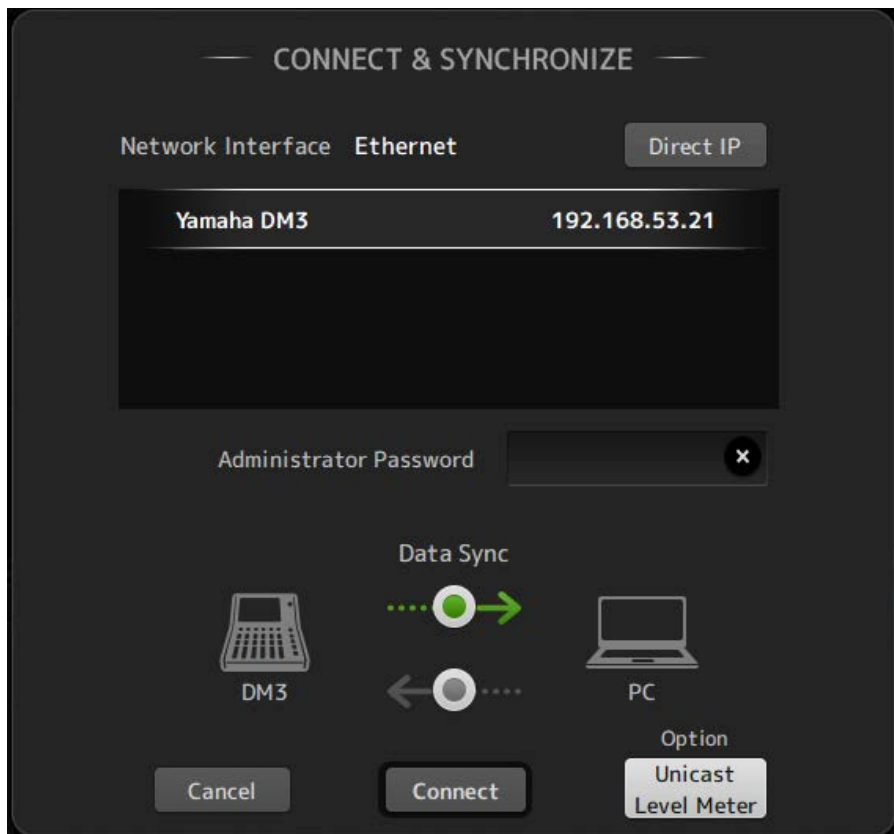 CONNECT & SYNCHRONIZE
Network Interface Ethernet Direct IP
Yamaha DM3 192.168.53.21
Administrator Password
Data Sync
DM3 PC
Option
Cancel Connect Unicast
Level Meter